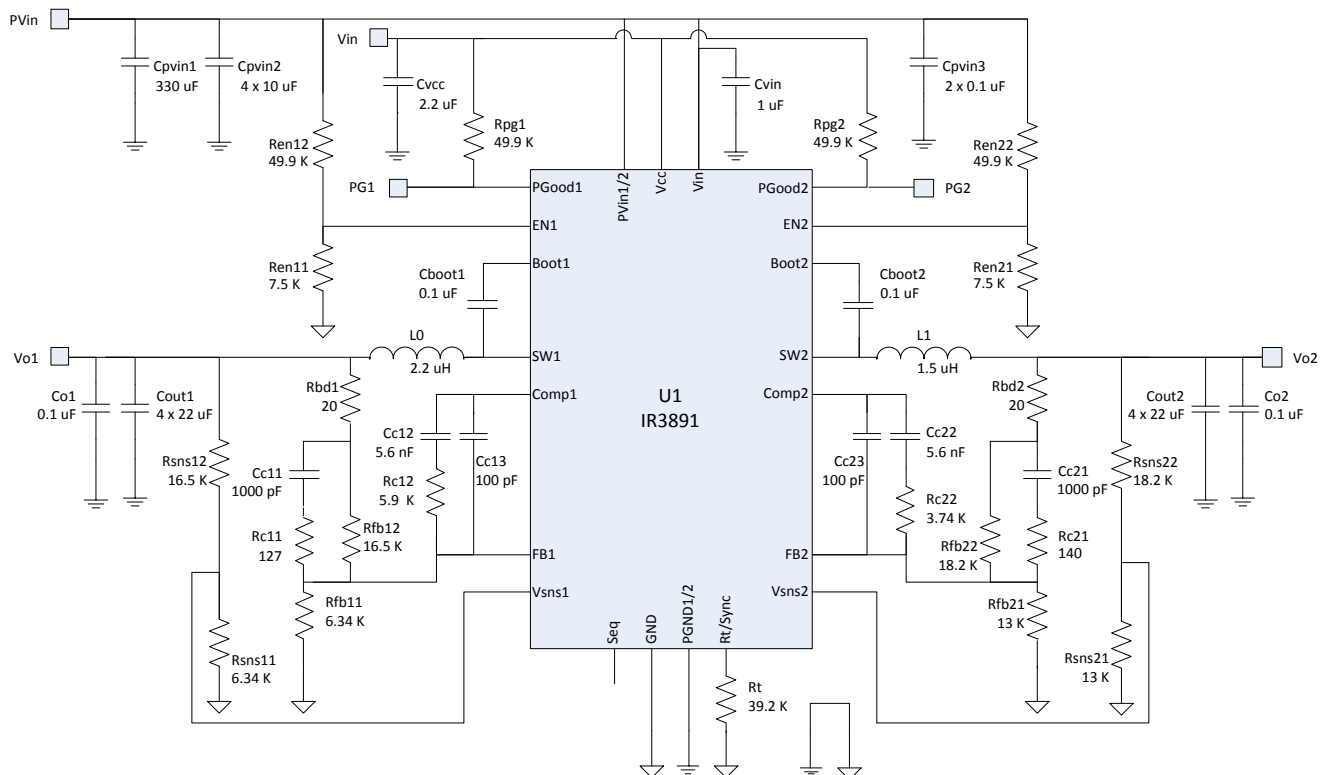 PVin
Vin
Cpvin1
330 uF
Cpvin2
4 x 10 uF
Cvcc
2.2 uF
Cvin
1 uF
Cpvin3
2 x 0.1 uF
Ren12
49.9 K
Rpg1
49.9 K
Rpg2
49.9 K
Ren22
49.9 K
PG1
PG2
PGood1
PVin1/2
Vcc
Vin
PGood2
EN1
EN2
Ren11
7.5 K
Boot1
Boot2
Ren21
7.5 K
Cboot1
0.1 uF
Cboot2
0.1 uF
Vo1
L0
2.2 uH
SW1
SW2
L1
1.5 uH
Vo2
Co1
0.1 uF
Cout1
4 x 22 uF
Rbd1
20
Comp1
U1
IR3891
Comp2
Rbd2
20
Cout2
4 x 22 uF
Co2
0.1 uF
Rsns12
16.5 K
Cc11
1000 pF
Cc12
5.6 nF
Cc13
100 pF
Rc12
5.9 K
Cc23
100 pF
Cc22
5.6 nF
Rc22
3.74 K
Cc21
1000 pF
Rsns22
18.2 K
Rc11
127
Rfb12
16.5 K
Rfb22
18.2 K
Rc21
140
FB1
FB2
Vsns1
Vsns2
Rfb11
6.34 K
Rfb21
13 K
Rsns11
6.34 K
Rsns21
13 K
Seq
GND
PGND1/2
Rt/Sync
Rt
39.2 K